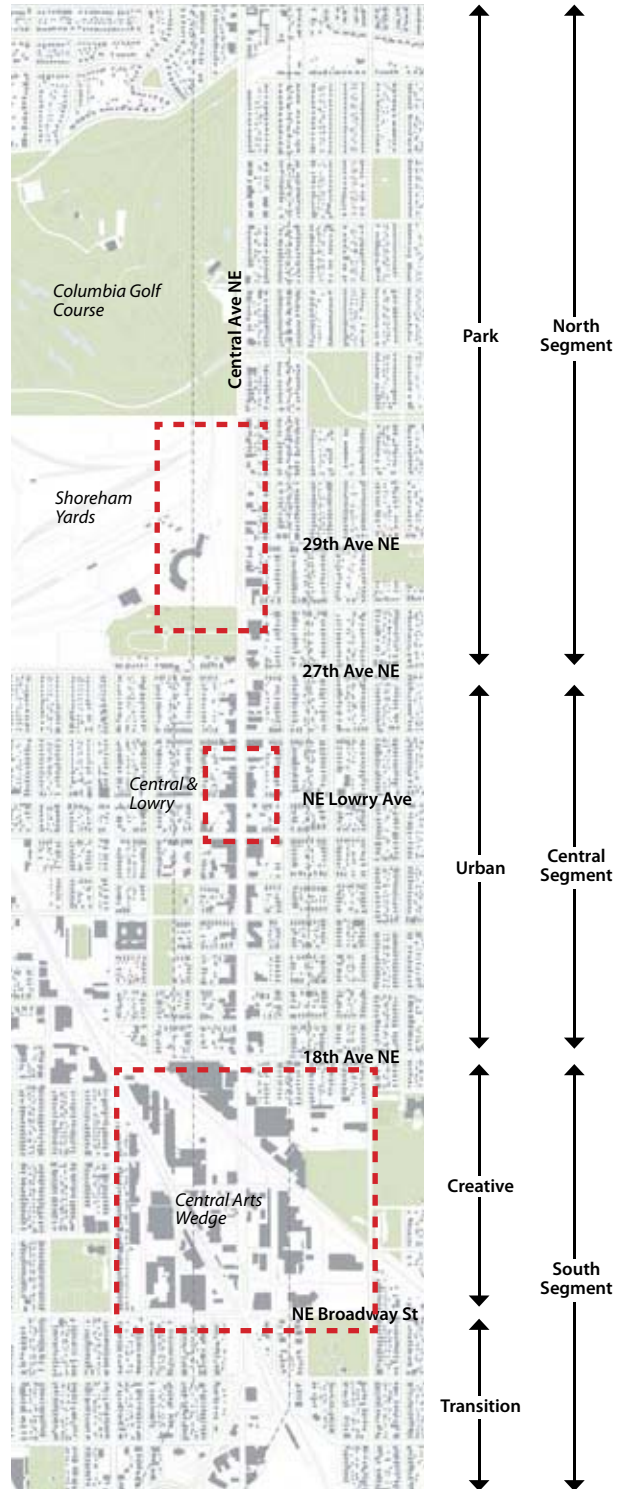 Columbia Golf
Course
Central Ave NE
Park
North
Segment
Shoreham
Yards
29th Ave NE
27th Ave NE
Central &
Lowry
NE Lowry Ave
Urban
Central
Segment
18th Ave NE
Creative
Central Arts
Wedge
South
Segment
NE Broadway St
Transition